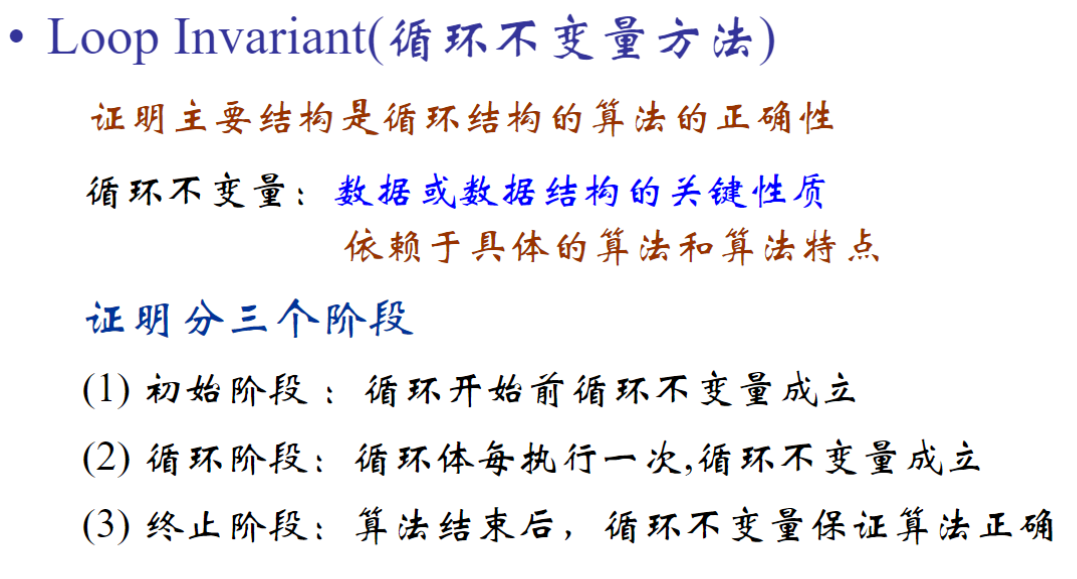 • Loop Invariant(循环不变量方法)
证明主要结构是循环结构的算法的正确性
循环不变量：数据或数据结构的关键性质
依赖于具体的算法和算法特点
证明分三个阶段
(1) 初始阶段：循环开始前循环不变量成立
(2) 循环阶段：循环体每执行一次,循环不变量成立
(3) 终止阶段：算法结束后，循环不变量保证算法正确